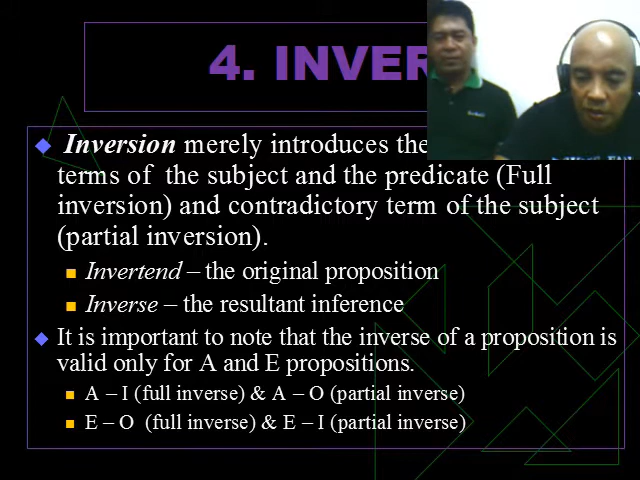 4. INVER
Inversion merely introduces the
terms of the subject and the predicate (Full
inversion) and contradictory term of the subject
(partial inversion).
Invertend – the original proposition
Inverse – the resultant inference
It is important to note that the inverse of a proposition is
valid only for A and E propositions.
A – I (full inverse) & A – O (partial inverse)
E – O (full inverse) & E – I (partial inverse)